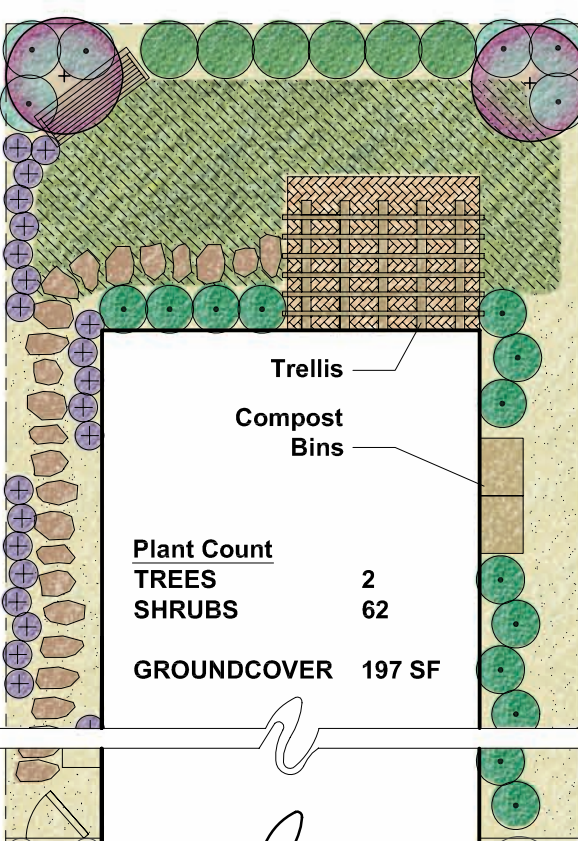 Trellis
Compost
Bins
Plant Count
TREES 2
SHRUBS 62
GROUNDCOVER 197 SF